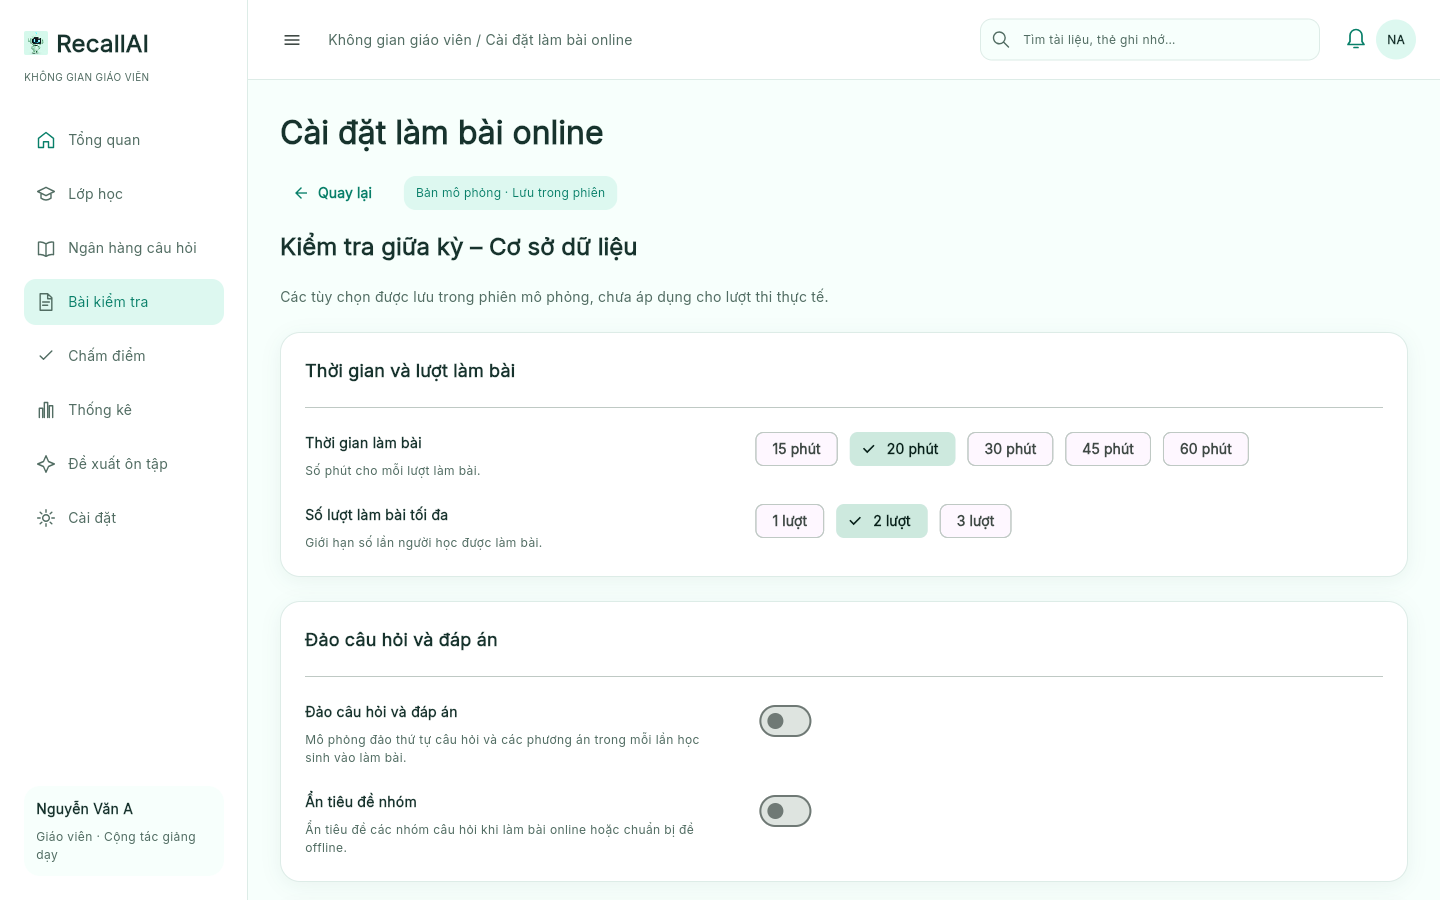 RecallAI
KHÔNG GIAN GIÁO VIÊN
Tổng quan
Lớp học
Ngân hàng câu hỏi
Bài kiểm tra
Chấm điểm
Thống kê
Đề xuất ôn tập
Cài đặt
Nguyễn Văn A
Giáo viên · Cộng tác giảng
dạy
Không gian giáo viên / Cài đặt làm bài online
Tìm tài liệu, thẻ ghi nhớ...
NA
Cài đặt làm bài online
Quay lại
Bản mô phỏng · Lưu trong phiên
Kiểm tra giữa kỳ – Cơ sở dữ liệu
Các tùy chọn được lưu trong phiên mô phỏng, chưa áp dụng cho lượt thi thực tế.
Thời gian và lượt làm bài
Thời gian làm bài
Số phút cho mỗi lượt làm bài.
15 phút
20 phút
30 phút
45 phút
60 phút
Số lượt làm bài tối đa
Giới hạn số lần người học được làm bài.
1 lượt
2 lượt
3 lượt
Đảo câu hỏi và đáp án
Đảo câu hỏi và đáp án
Mô phỏng đảo thứ tự câu hỏi và các phương án trong mỗi lần học
sinh vào làm bài.
Ẩn tiêu đề nhóm
Ẩn tiêu đề các nhóm câu hỏi khi làm bài online hoặc chuẩn bị đề
offline.